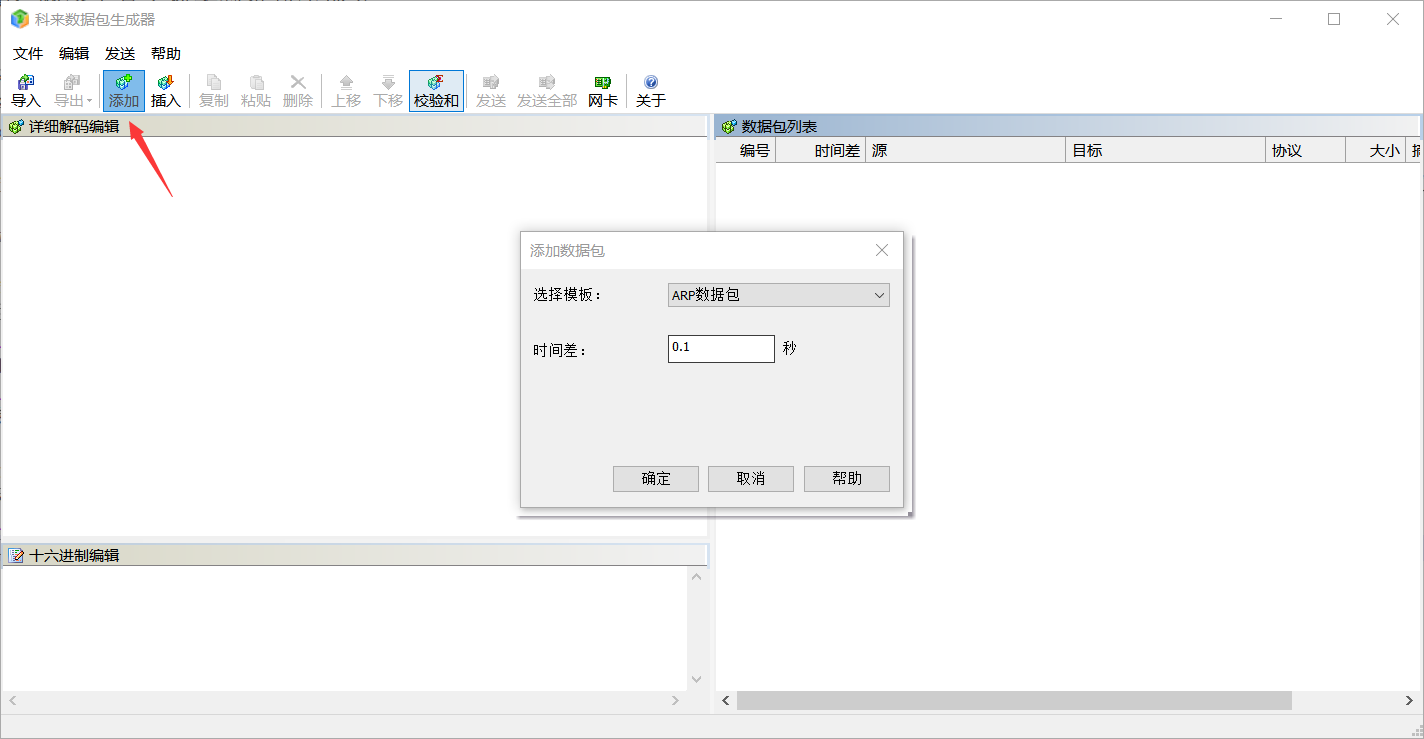 科来数据包生成器
文件 编辑 发送 帮助
导入 导出 添加 插入 复制 粘贴 删除 上移 下移 校验和 发送 发送全部 网卡 关于
详细解码编辑
数据包列表
编号 时间差 源 目标 协议 大小
添加数据包
选择模板： ARP数据包
时间差： 0.1 秒
确定 取消 帮助
十六进制编辑